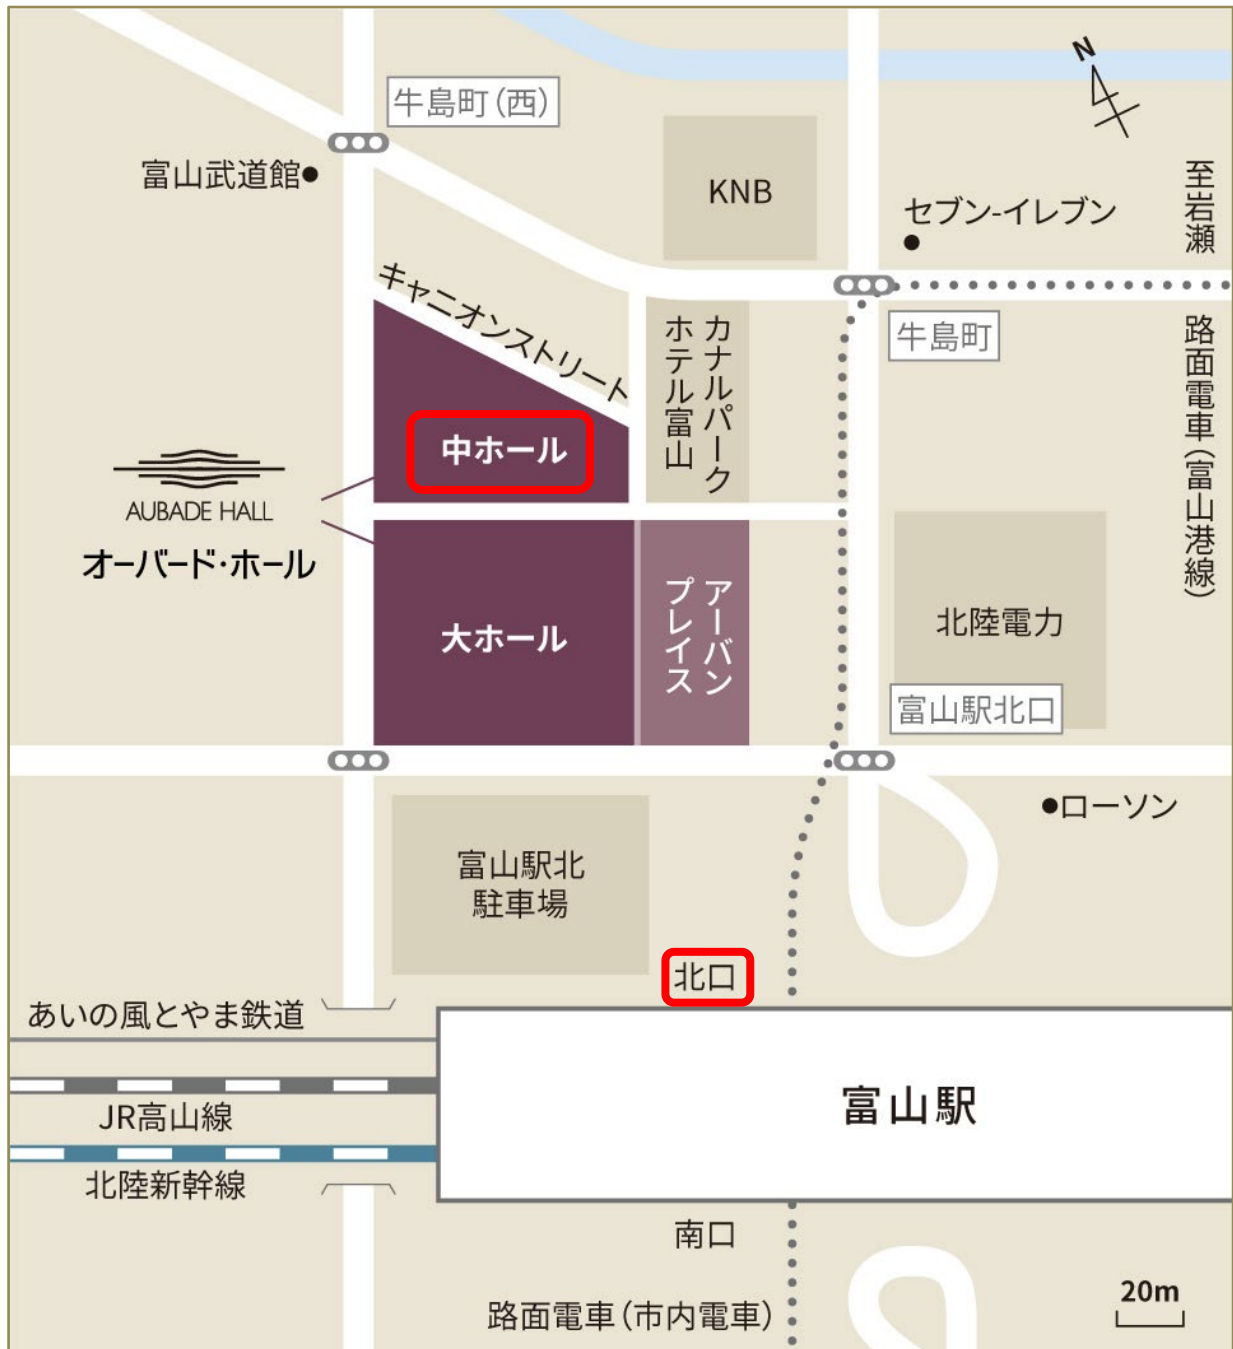 N
牛島町(西)
富山武道館
KNB
セブン-イレブン
至岩瀬
路面電車(富山港線)
キャニオンストリート
カナルパーク
ホテル富山
牛島町
中ホール
AUBADE HALL
オーバード・ホール
大ホール
アーバン
プレイス
北陸電力
富山駅北口
ローソン
富山駅北
駐車場
北口
あいの風とやま鉄道
JR高山線
北陸新幹線
富山駅
南口
路面電車(市内電車)
20m